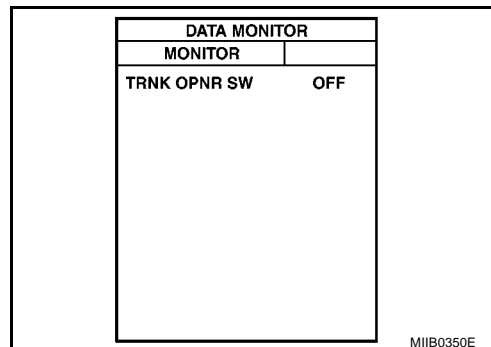 DATA MONITOR
MONITOR
TRNK OPNR SW OFF
MIIB0350E